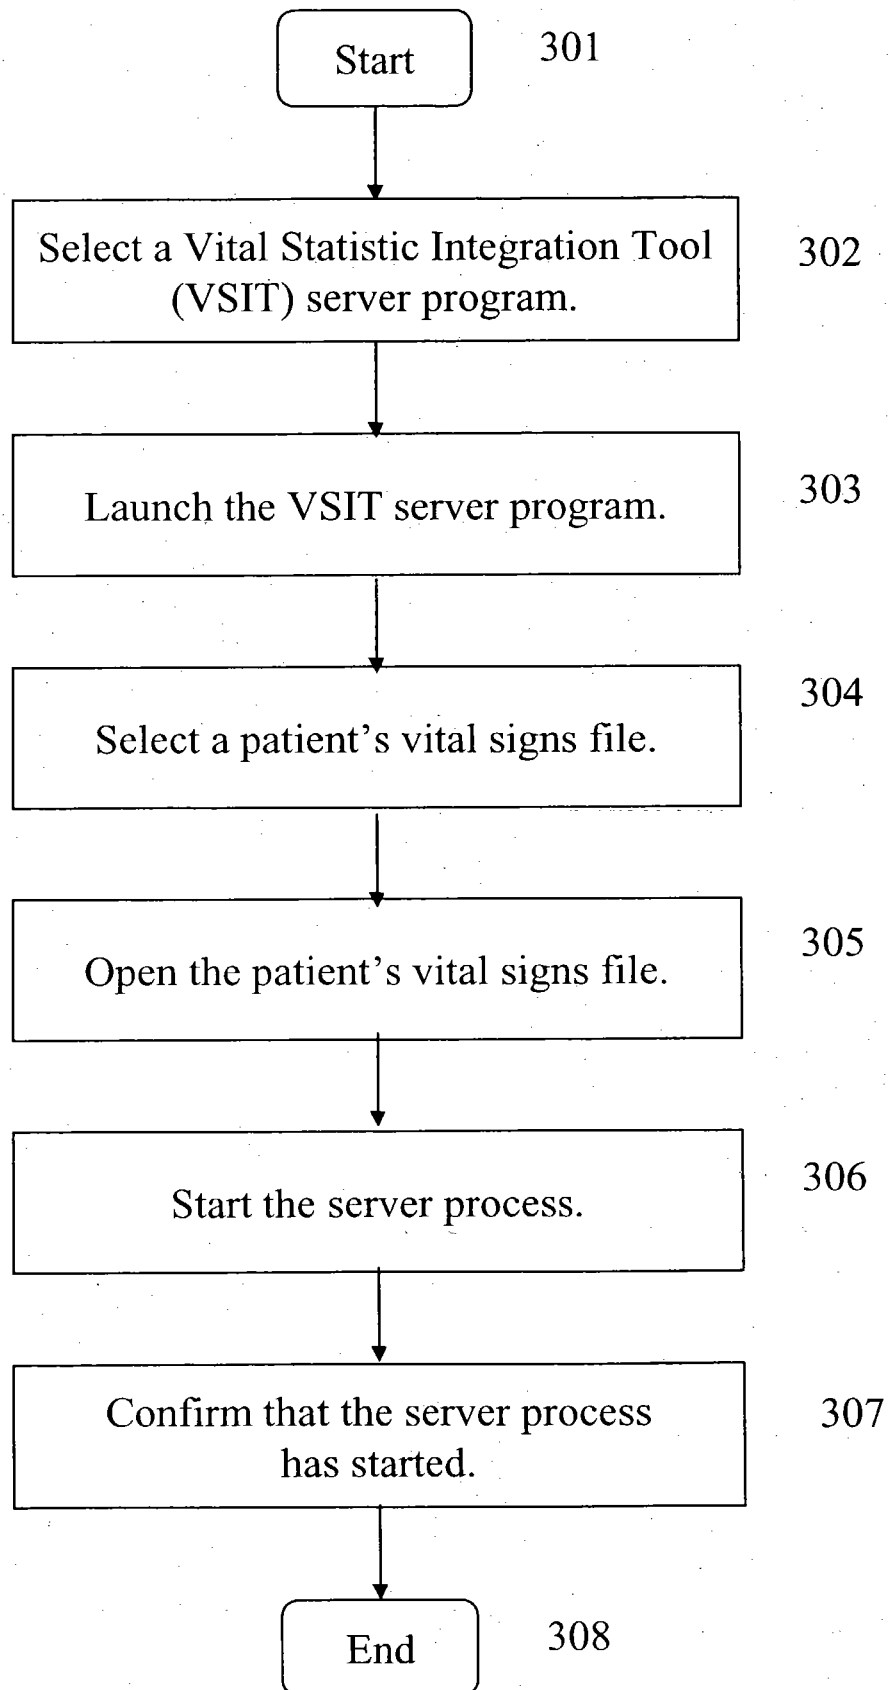 Start
301
Select a Vital Statistic Integration Tool
(VSIT) server program.
302
Launch the VSIT server program.
303
Select a patient's vital signs file.
304
Open the patient's vital signs file.
305
Start the server process.
306
Confirm that the server process
has started.
307
End
308